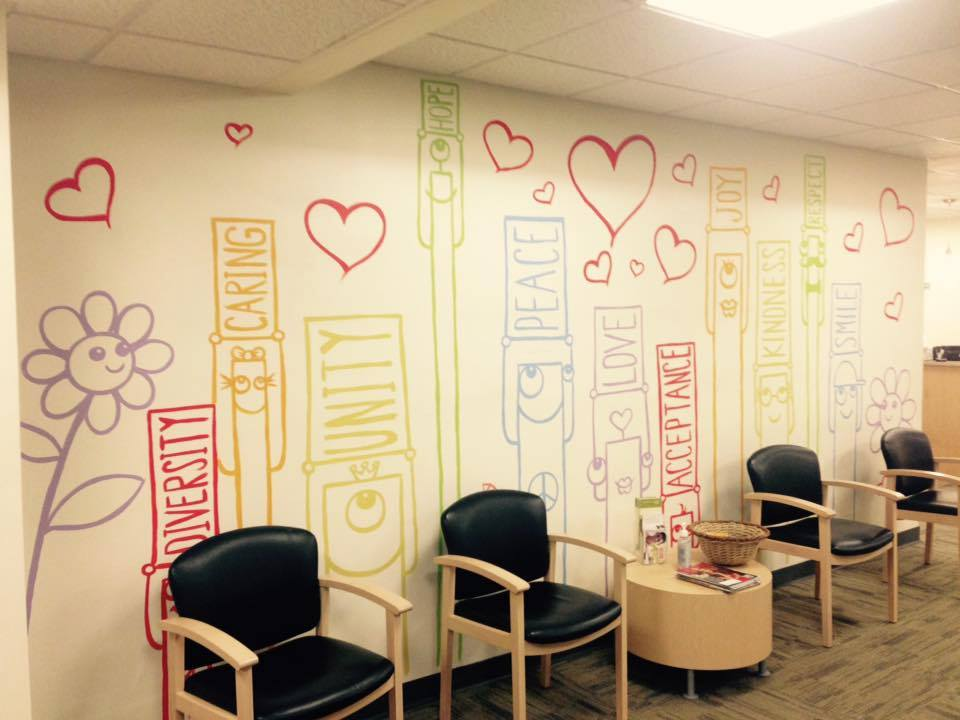 DIVERSITY
CARING
UNITY
HOPE
PEACE
LOVE
ACCEPTANCE
JOY
KINDNESS
RESPECT
SMILE